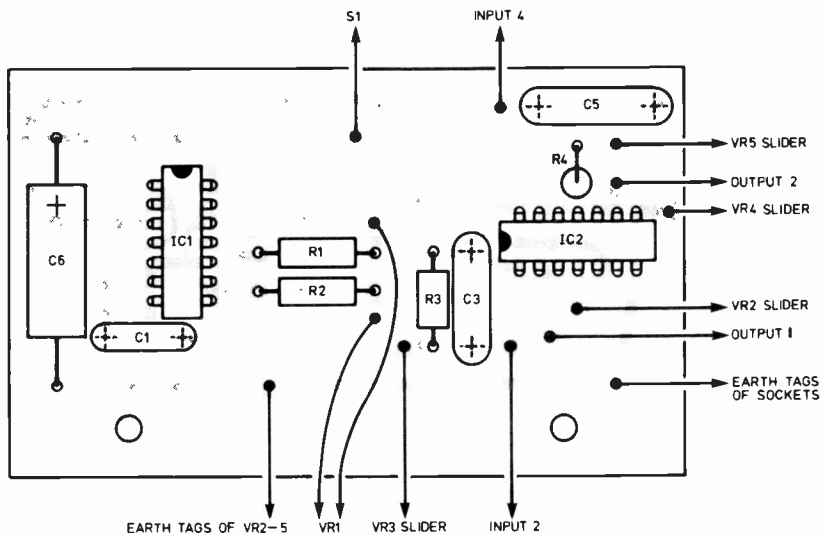 S1
INPUT 4
C5
VR5 SLIDER
R4
OUTPUT 2
VR4 SLIDER
+
C6
IC1
IC2
R1
R2
R3
C3
VR2 SLIDER
C1
OUTPUT 1
EARTH TAGS
OF SOCKETS
EARTH TAGS OF VR2-5
VR1
VR3 SLIDER
INPUT 2